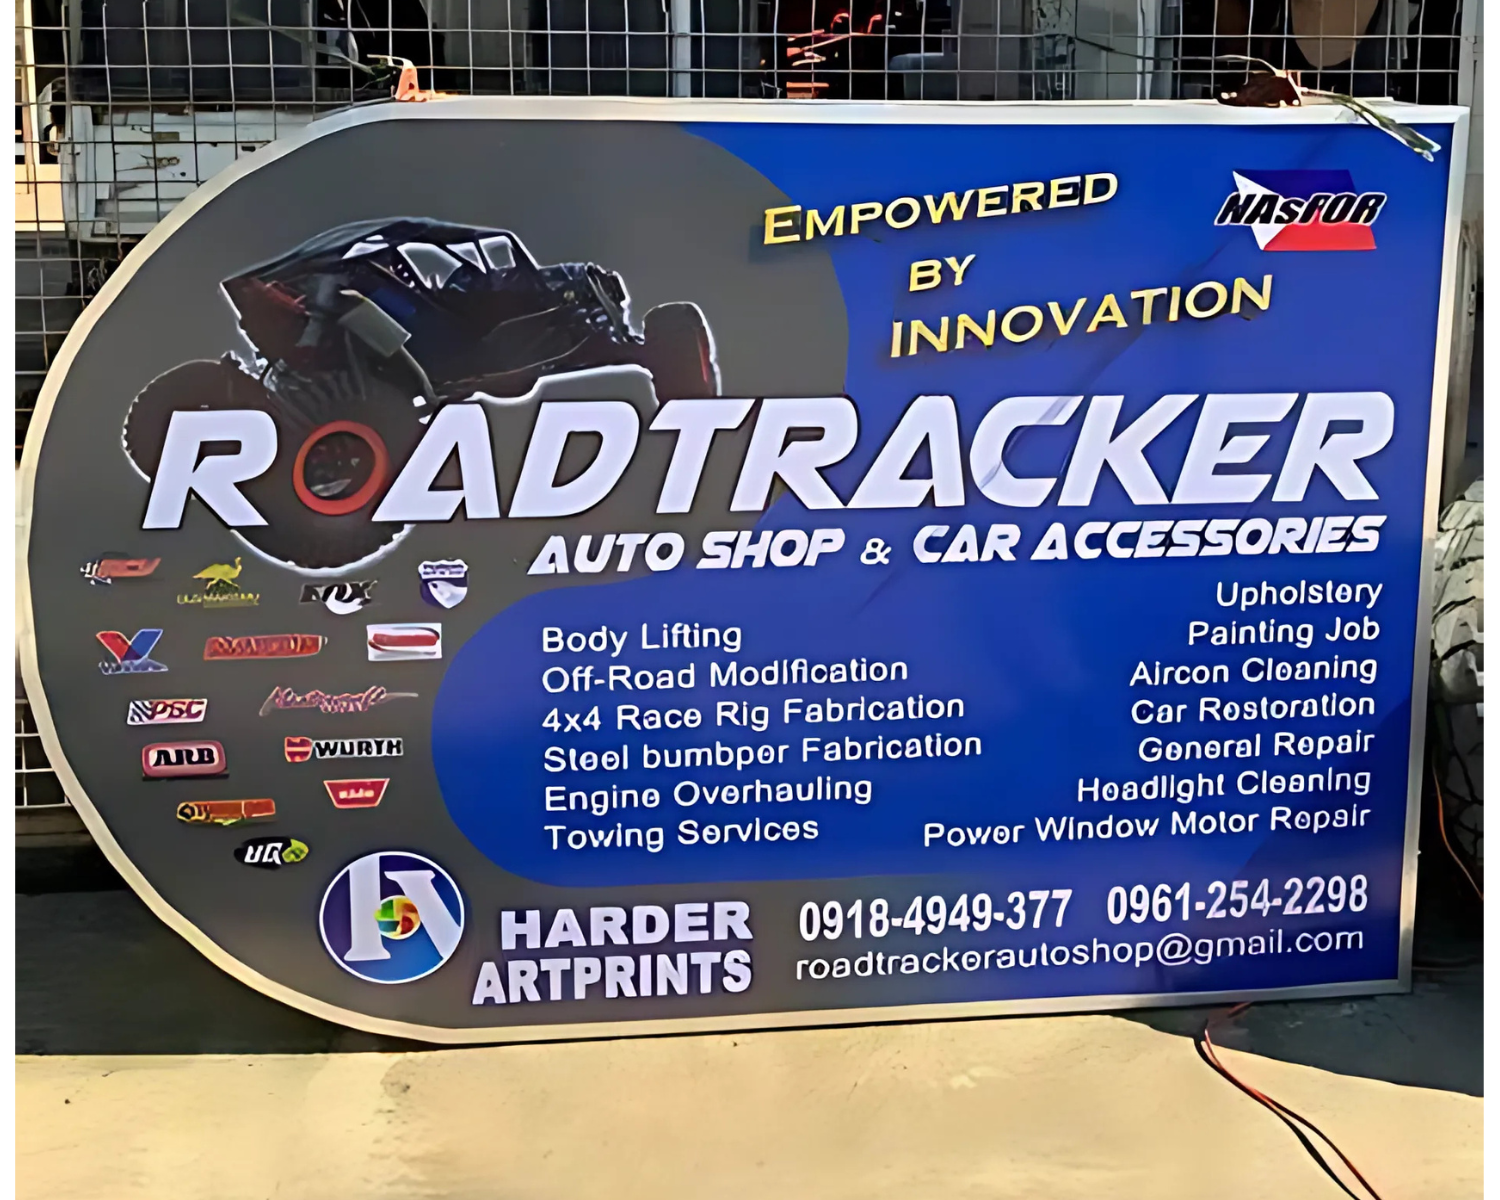 EMPOWERED
BY
INNOVATION
NASFOR
ROADTRACKER
AUTO SHOP & CAR ACCESSORIES
Body Lifting
Off-Road Modification
4x4 Race Rig Fabrication
Steel bumbper Fabrication
Engine Overhauling
Towing Services
Upholstery
Painting Job
Aircon Cleaning
Car Restoration
General Repair
Headlight Cleaning
Power Window Motor Repair
FOX
PSC
ARB
WURTH
UG
HARDER
ARTPRINTS
0918-4949-377 0961-254-2298
roadtrackerautoshop@gmail.com